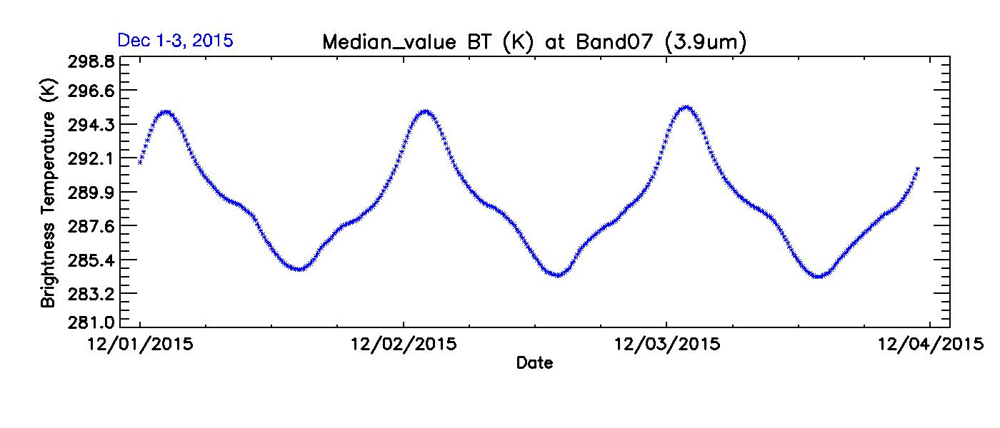 Dec 1-3, 2015
Median_value BT (K) at Band07 (3.9um)
298.8
296.6
294.3
292.1
289.9
287.6
285.4
283.2
281.0
Brightness Temperature (K)
12/01/2015 12/02/2015 12/03/2015 12/04/2015
Date